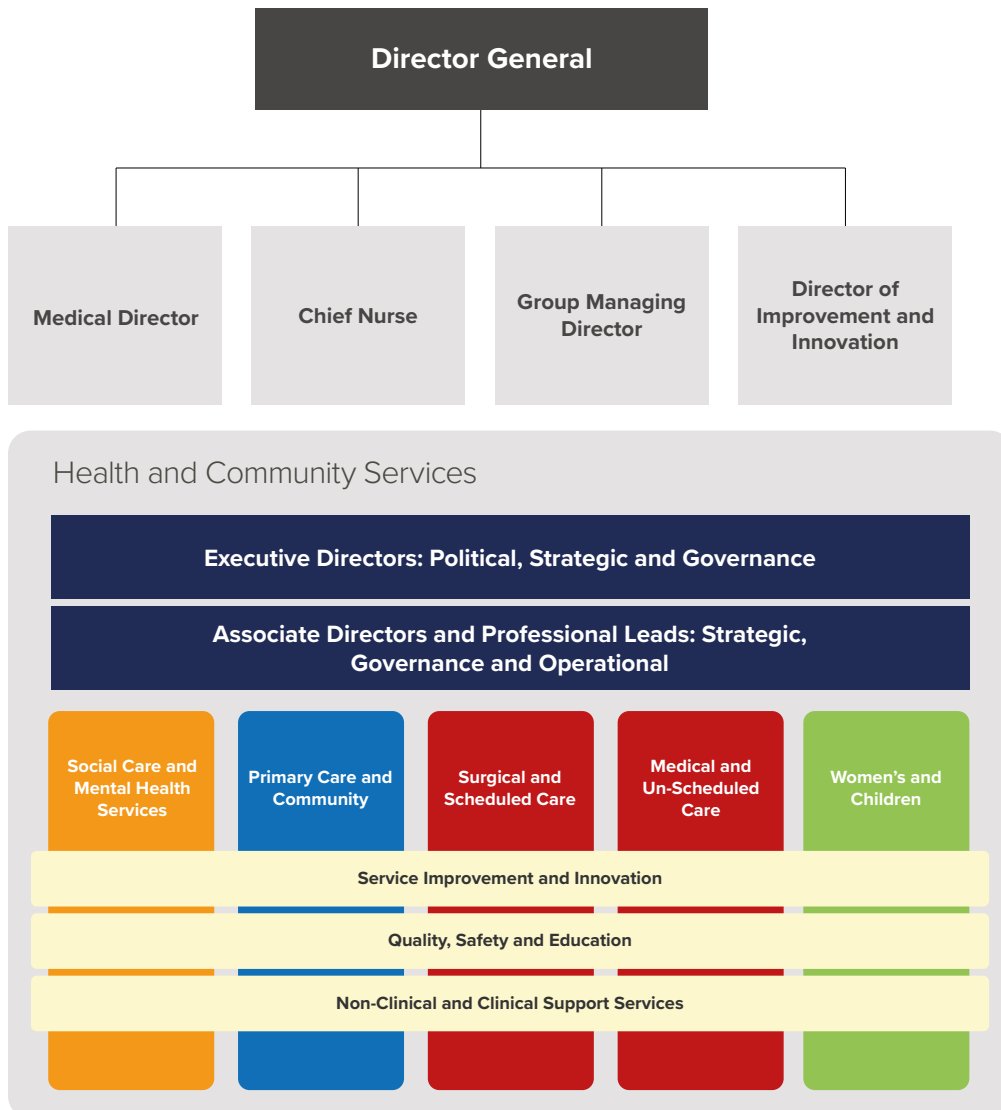 Director General
Medical Director
Chief Nurse
Group Managing
Director
Director of
Improvement and
Innovation
Health and Community Services
Executive Directors: Political, Strategic and Governance
Associate Directors and Professional Leads: Strategic,
Governance and Operational
Social Care and
Mental Health
Services
Primary Care and
Community
Surgical and
Scheduled Care
Medical and
Un-Scheduled
Care
Women’s and
Children
Service Improvement and Innovation
Quality, Safety and Education
Non-Clinical and Clinical Support Services